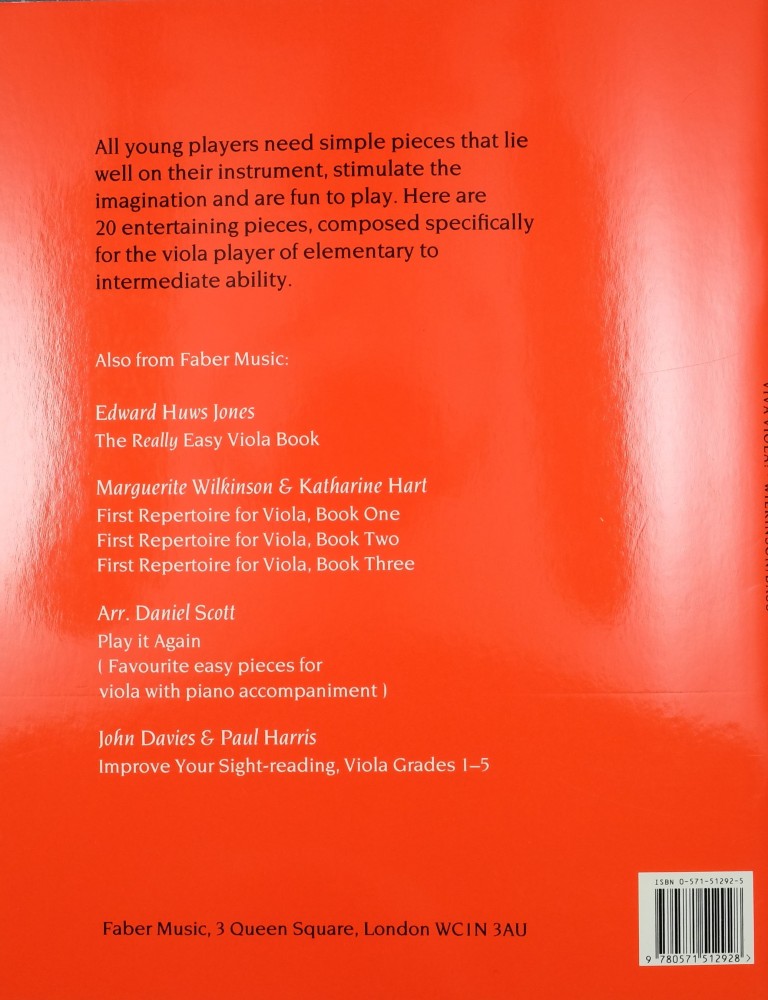 All young players need simple pieces that lie
well on their instrument, stimulate the
imagination and are fun to play. Here are
20 entertaining pieces, composed specifically
for the viola player of elementary to
intermediate ability.
Also from Faber Music:
Edward Huws Jones
The Really Easy Viola Book
Marguerite Wilkinson & Katharine Hart
First Repertoire for Viola, Book One
First Repertoire for Viola, Book Two
First Repertoire for Viola, Book Three
Arr. Daniel Scott
Play it Again
( Favourite easy pieces for
viola with piano accompaniment )
John Davies & Paul Harris
Improve Your Sight-reading, Viola Grades 1–5
Faber Music, 3 Queen Square, London WC1N 3AU
ISBN 0-571-51292-5
9 780571 512928 >